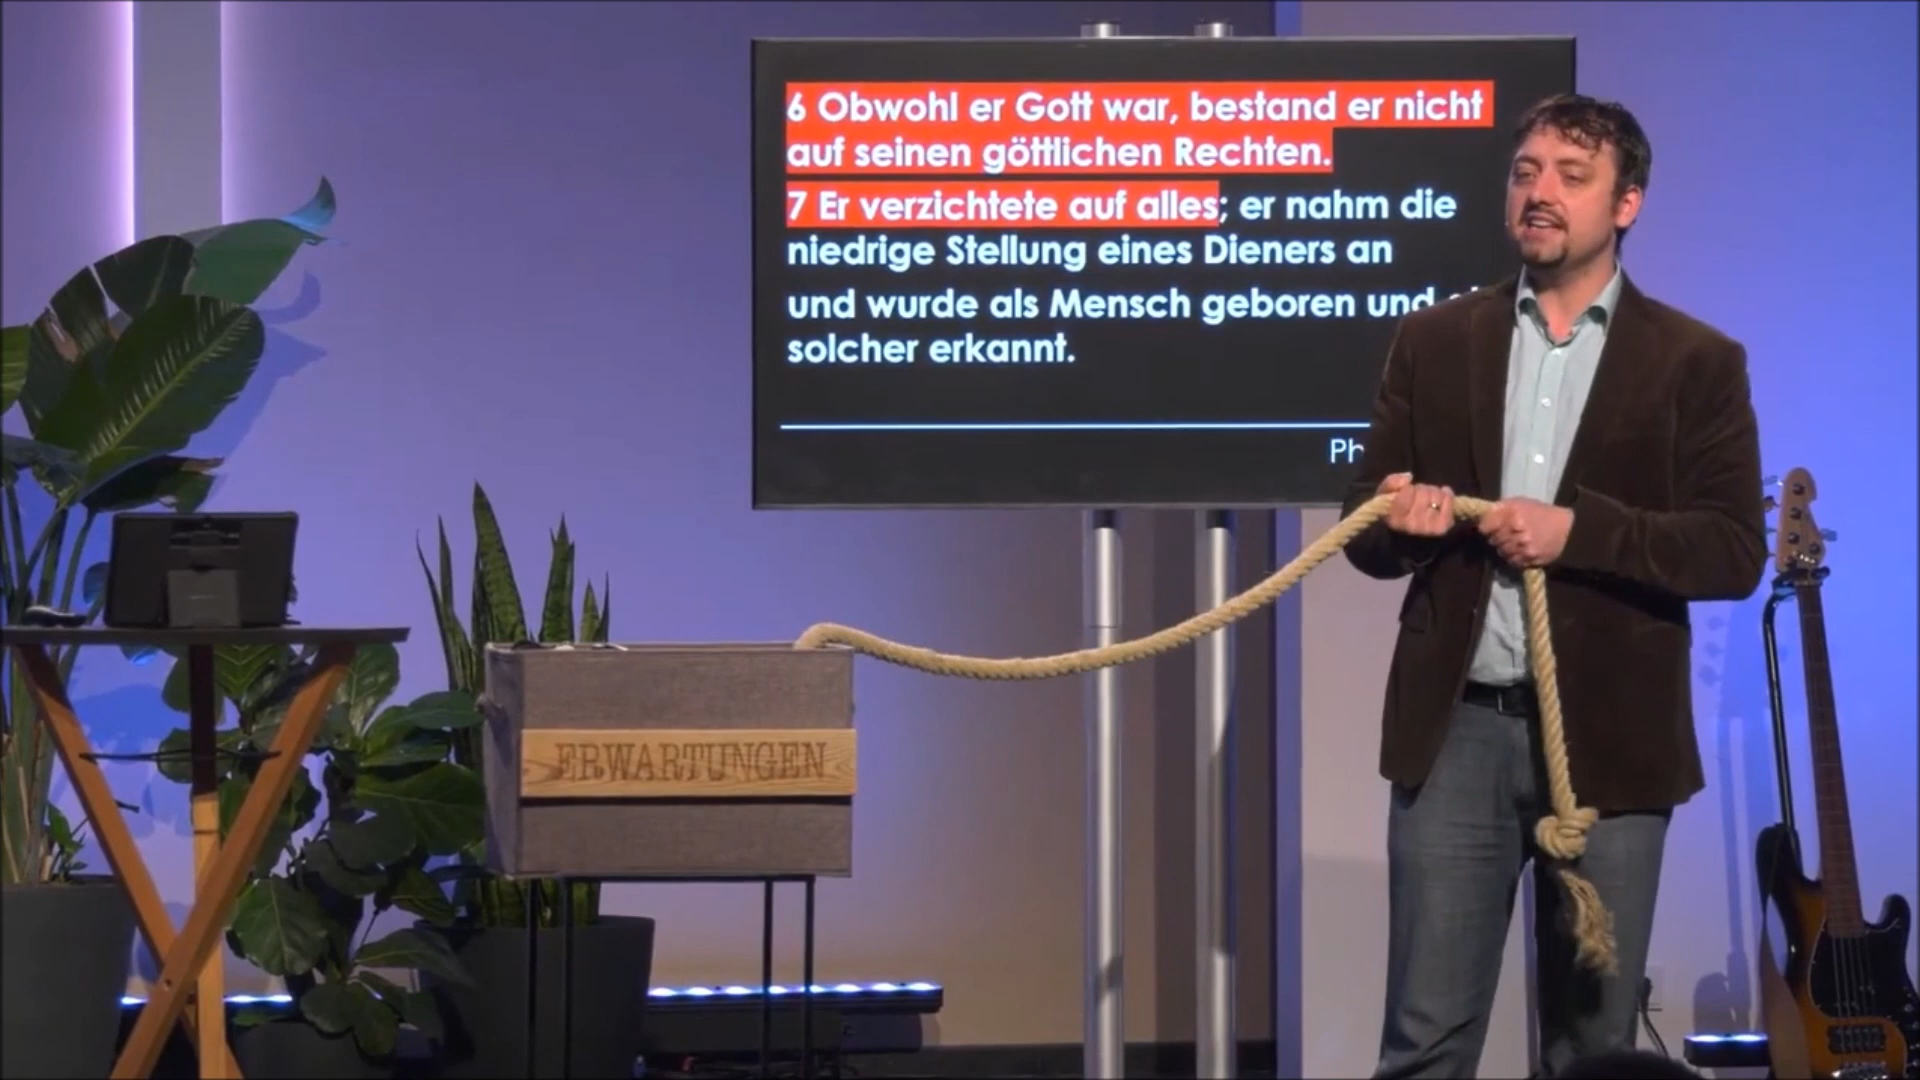 6 Obwohl er Gott war, bestand er nicht
auf seinen göttlichen Rechten.
7 Er verzichtete auf alles; er nahm die
niedrige Stellung eines Dieners an
und wurde als Mensch geboren und
solcher erkannt.
Ph
ERWARTUNGEN